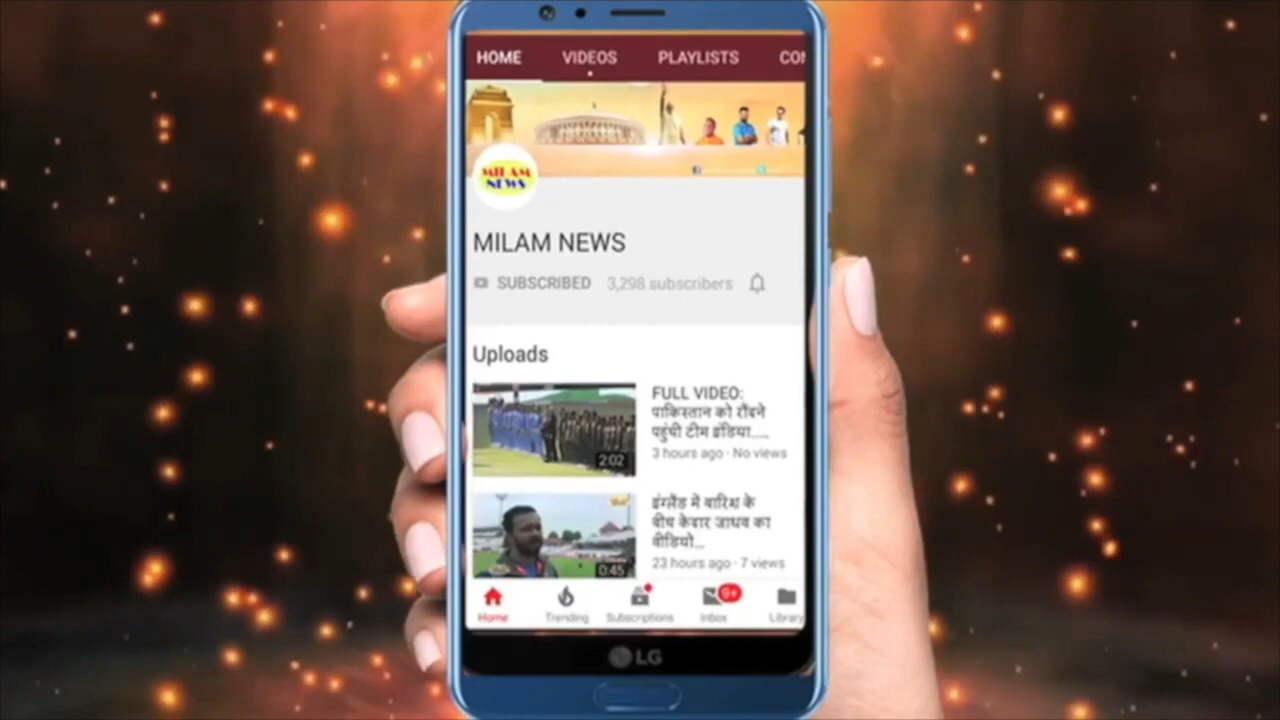 HOME VIDEOS PLAYLISTS CO
MILAM
NEWS
MILAM NEWS
SUBSCRIBED 3,298 subscribers
Uploads
FULL VIDEO:
पाकिस्तान को रौंदने
पहुंची टीम इंडिया.....
3 hours ago · No views
2:02
इंग्लैंड में बारिश के
बीच केदार जाधव का
वीडियो...
23 hours ago · 7 views
0:45
Home Trending Subscriptions Inbox 9+ Library
LG